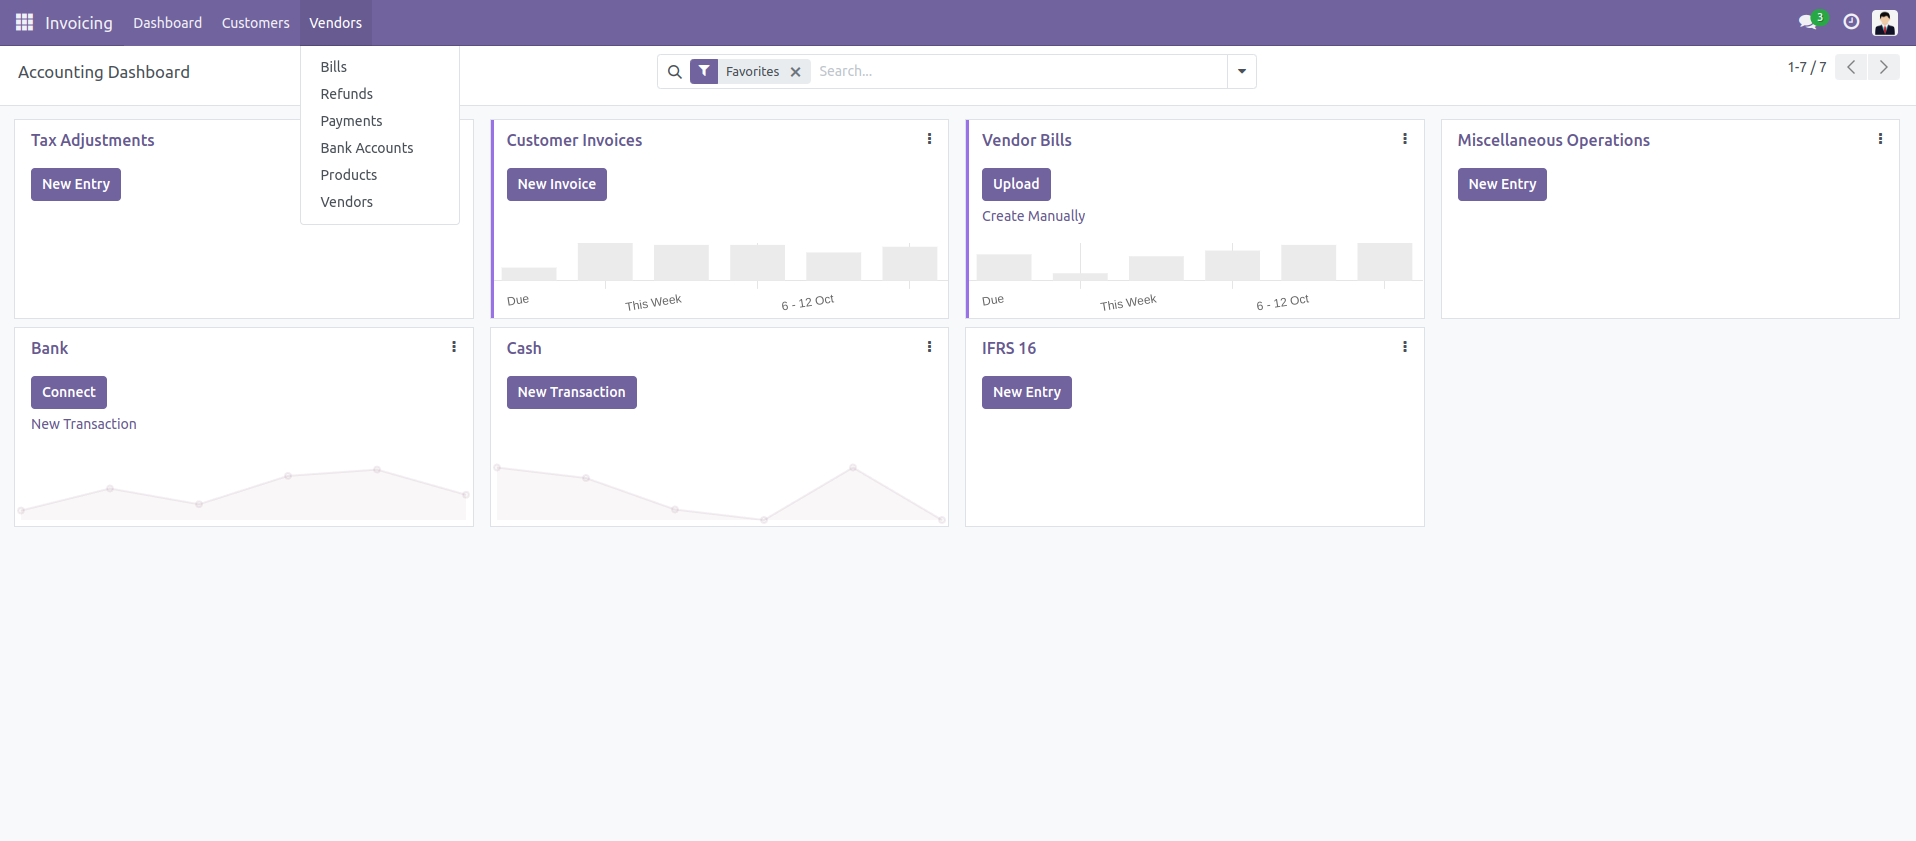 Invoicing Dashboard Customers Vendors 3
Accounting Dashboard Favorites Search... 1-7 / 7
Bills
Refunds
Payments
Bank Accounts
Products
Vendors
Tax Adjustments
New Entry
Customer Invoices
New Invoice
Due This Week 6 - 12 Oct
Vendor Bills
Upload
Create Manually
Due This Week 6 - 12 Oct
Miscellaneous Operations
New Entry
Bank
Connect
New Transaction
Cash
New Transaction
IFRS 16
New Entry